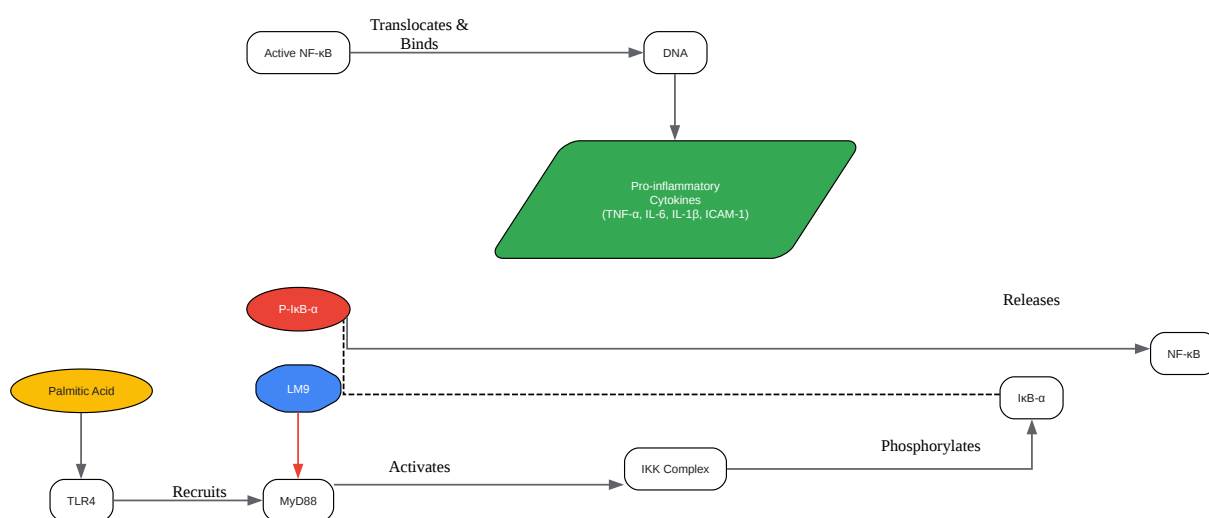 Translates &
Binds
Active NF-κB
DNA
Pro-inflammatory
Cytokines
(TNF-α, IL-6, IL-1β, ICAM-1)
P-IκB-α
Releases
NF-κB
LM9
Palmitic Acid
IκB-α
Phosphorylates
Activates
IKK Complex
Recruits
TLR4
MyD88